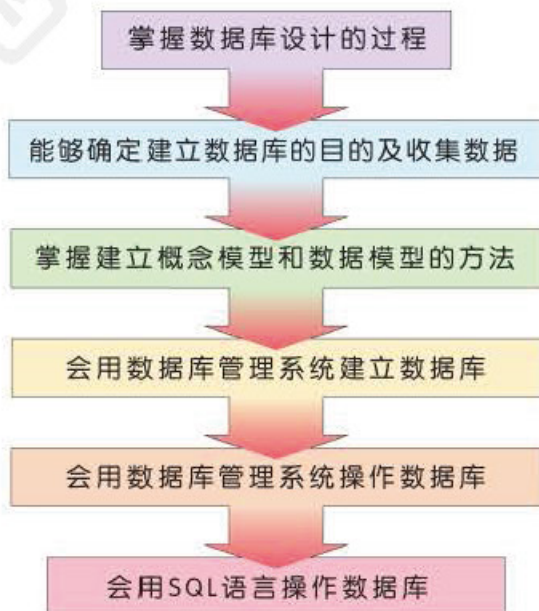 掌握数据库设计的过程
能够确定建立数据库的目的及收集数据
掌握建立概念模型和数据模型的方法
会用数据库管理系统建立数据库
会用数据库管理系统操作数据库
会用SQL语言操作数据库